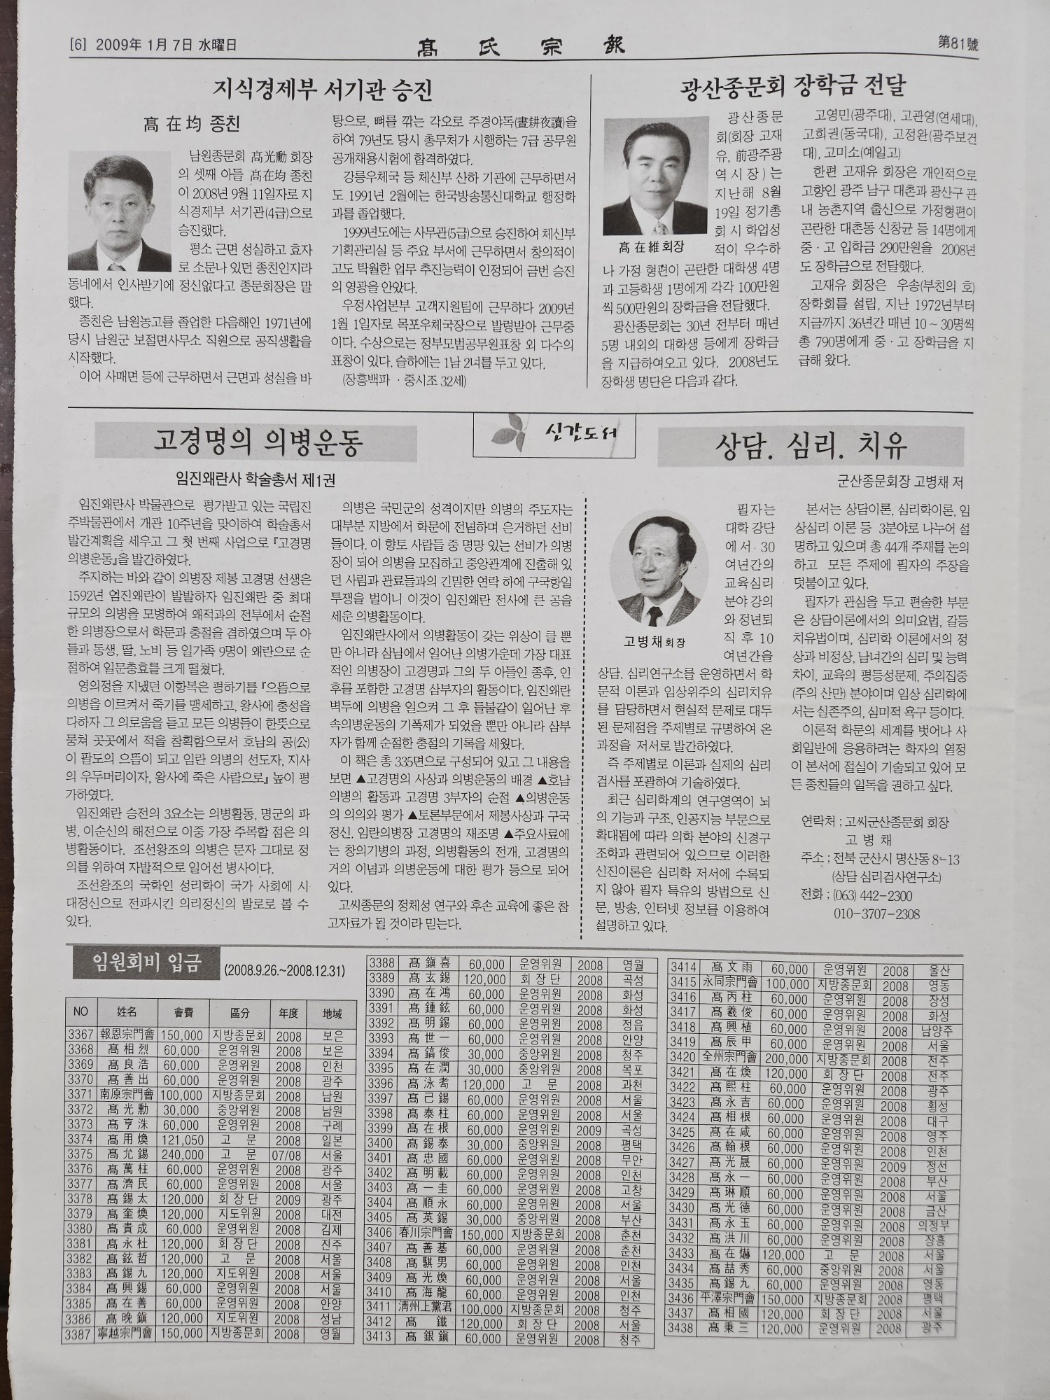 [6] 2009年 1月 7日 水曜日
髙氏宗報
第81號
지식경제부 서기관 승진
髙 在 均 종친
남원종문회 髙光勳 회장
의 셋째 아들 髙在均 종친
이 2008년 9월 11일자로 지
식경제부 서기관(4급)으로
승진했다.
평소 근면 성실하고 효자
로 소문나 있던 종친인지라
동네에서 인사받기에 정신없다고 종문회장은 말
했다.
종친은 남원농고를 졸업한 다음해인 1971년에
당시 남원군 보절면사무소 직원으로 공직생활을
시작했다.
이어 사매면 등에 근무하면서 근면과 성실을 바
탕으로, 뼈를 깎는 각오로 주경야독(晝耕夜讀)을
하여 79년도 당시 총무처가 시행하는 7급 공무원
공개채용시험에 합격하였다.
강릉우체국 등 체신부 산하 기관에 근무하면서
도 1991년 2월에는 한국방송통신대학교 행정학
과를 졸업했다.
1999년도에는 사무관(5급)으로 승진하여 체신부
기획관리실 등 주요 부서에 근무하면서 창의적이
고도 탁월한 업무 추진능력이 인정되어 금번 승진
의 영광을 안았다.
우정사업본부 고객지원팀에 근무하다 2009년
1월 1일자로 목포우체국장으로 발령받아 근무중
이다. 수상으로는 정부모범공무원표창 외 다수의
표창이 있다. 슬하에는 1남 2녀를 두고 있다.
(장흥백파 · 중시조 32세)
광산종문회 장학금 전달
髙 在 維 회장
광산종문
회(회장 고재
유, 前광주광
역시장)는
지난해 8월
19일 정기총
회시 학업성
적이 우수하
나 가정 형편이 곤란한 대학생 4명
과 고등학생 1명에게 각각 100만원
씩 500만원의 장학금을 전달했다.
광산종문회는 30년 전부터 매년
5명 내외의 대학생 등에게 장학금
을 지급하여오고 있다. 2008년도
장학생 명단은 다음과 같다.
고영민(광주대), 고관영(연세대),
고희권(동국대), 고정완(광주보건
대), 고미소(예일고)
한편 고재유 회장은 개인적으로
고향인 광주 남구 대촌과 광산구 관
내 농촌지역 출신으로 가정형편이
곤란한 대촌동 신장균 등 14명에게
중 · 고 입학금 290만원을 2008년
도 장학금으로 전달했다.
고재유 회장은 우송(부친의 호)
장학회를 설립, 지난 1972년부터
지금까지 36년간 매년 10 ~ 30명씩
총 790명에게 중 · 고 장학금을 지
급해 왔다.
신간도서
고경명의 의병운동
임진왜란사 학술총서 제1권
임진왜란사 박물관으로 평가받고 있는 국립진
주박물관에서 개관 10주년을 맞이하여 학술총서
발간계획을 세우고 그 첫 번째 사업으로 『고경명
의병운동』을 발간하였다.
주지하는 바와 같이 의병장 제봉 고경명 선생은
1592년 임진왜란이 발발하자 임진왜란 중 최대
규모의 의병을 모병하여 왜적과의 전투에서 순절
한 의병장으로서 학문과 충절을 겸하였으며 두 아
들과 동생, 딸, 노비 등 일가족 9명이 왜란으로 순
절하여 일문충효를 크게 떨쳤다.
영의정을 지냈던 이항복은 평하기를 『으뜸으로
의병을 이르켜서 죽기를 맹세하고, 왕사에 충성을
다하자 그 의로움을 듣고 모든 의병들이 한뜻으로
뭉쳐 곳곳에서 적을 참획함으로서 호남의 공(公)
이 팔도의 으뜸이 되고 임란 의병의 선도자, 지사
의 우두머리이자, 왕사에 죽은 사람으로』 높이 평
가하였다.
임진왜란 승전의 3요소는 의병활동, 명군의 파
병, 이순신의 해전으로 이중 가장 주목할 점은 의
병활동이다. 조선왕조의 의병은 문자 그대로 정
의를 위하여 자발적으로 일어선 병사이다.
조선왕조의 국학인 성리학이 국가 사회에 시
대정신으로 전파시킨 의리정신의 발로로 볼 수
있다.
의병은 국민군의 성격이지만 의병의 주도자는
대부분 지방에서 학문에 전념하며 은거하던 선비
들이다. 이 향토 사람들 중 명망 있는 선비가 의병
장이 되어 의병을 모집하고 중앙관계에 진출해 있
던 사림과 관료들과의 긴밀한 연락 하에 구국항일
투쟁을 벌이니 이것이 임진왜란 전사에 큰 공을
세운 의병활동이다.
임진왜란사에서 의병활동이 갖는 위상이 클 뿐
만 아니라 삼남에서 일어난 의병가운데 가장 대표
적인 의병장이 고경명과 그의 두 아들인 종후, 인
후를 포함한 고경명 삼부자의 활동이다. 임진왜란
벽두에 의병을 일으켜 그 후 들불같이 일어난 후
속의병운동의 기폭제가 되었을 뿐만 아니라 삼부
자가 함께 순절한 충절의 기록을 세웠다.
이 책은 총 335면으로 구성되어 있고 그 내용을
보면 ▲고경명의 사상과 의병운동의 배경 ▲호남
의병의 활동과 고경명 3부자의 순절 ▲의병운동
의 의의와 평가 ▲토론부문에서 제봉사상과 구국
정신, 임란의병장 고경명의 재조명 ▲주요사료에
는 창의기병의 과정, 의병활동의 전개, 고경명의
거의 이념과 의병운동에 대한 평가 등으로 되어
있다.
고씨종문의 정체성 연구와 후손 교육에 좋은 참
고자료가 될 것이라 믿는다.
상담. 심리. 치유
군산종문회장 고병채 저
고병채 회장
필자는
대학 강단
에서 30
여년간의
교육심리
분야 강의
와 정년퇴
직 후 10
여년간을
상담. 심리연구소를 운영하면서 학
문적 이론과 임상위주의 심리치유
를 담당하면서 현실적 문제로 대두
된 문제점을 주제별로 규명하여 온
과정을 저서로 발간하였다.
즉 주제별로 이론과 실제의 심리
검사를 포괄하여 기술하였다.
최근 심리학계의 연구영역이 뇌
의 기능과 구조, 인공지능 부문으로
확대됨에 따라 의학 분야의 신경구
조학과 관련되어 있으므로 이러한
신진이론은 심리학 저서에 수록되
지 않아 필자 특유의 방법으로 신
문, 방송, 인터넷 정보를 이용하여
설명하고 있다.
본서는 상담이론, 심리학이론, 임
상심리 이론 등 3분야로 나누어 설
명하고 있으며 총 44개 주제를 논의
하고 모든 주제에 필자의 주장을
덧붙이고 있다.
필자가 관심을 두고 편술한 부문
은 상담이론에서의 의미요법, 갈등
치유법이며, 심리학 이론에서의 정
상과 비정상, 남녀간의 심리 및 능력
차이, 교육의 평등성문제, 주의집중
(주의 산만) 분야이며 임상 심리학에
서는 실존주의, 심미적 욕구 등이다.
이론적 학문의 세계를 벗어나 사
회일반에 응용하려는 학자의 열정
이 본서에 접실이 기술되고 있어 모
든 종친들의 일독을 권하고 싶다.
연락처 : 고씨군산종문회 회장
고 병 채
주소 : 전북 군산시 명산동 8-13
(상담 심리검사연구소)
전화 : (063) 442-2300
010-3707-2308
임원회비 입금 (2008.9.26.~2008.12.31)
NO 姓名 會費 區分 年度 地域
3367 報恩宗門會 150,000 지방종문회 2008 보은
3368 髙相烈 60,000 운영위원 2008 보은
3369 髙良浩 60,000 운영위원 2008 인천
3370 髙善出 60,000 운영위원 2008 광주
3371 南原宗門會 100,000 지방종문회 2008 남원
3372 髙光勳 30,000 중앙위원 2008 남원
3373 髙亨洙 60,000 운영위원 2008 구례
3374 髙用煥 121,050 고문 2008 일본
3375 髙允錫 240,000 고문 07/08 서울
3376 髙萬柱 60,000 운영위원 2008 광주
3377 髙濟民 60,000 운영위원 2008 서울
3378 髙錫太 120,000 회장단 2009 광주
3379 髙奎煥 120,000 지도위원 2008 대전
3380 髙貴成 60,000 운영위원 2008 김제
3381 髙永杜 120,000 회장단 2008 진주
3382 髙鉉哲 120,000 고문 2008 서울
3383 髙錫九 120,000 지도위원 2008 서울
3384 髙興錫 60,000 운영위원 2008 서울
3385 髙在善 60,000 운영위원 2008 안양
3386 髙晩鎭 120,000 지도위원 2008 성남
3387 寧越宗門會 150,000 지방종문회 2008 영월
3388 髙鎭喜 60,000 운영위원 2008 영월
3389 髙玄錫 120,000 회장단 2008 곡성
3390 髙在鴻 60,000 운영위원 2008 화성
3391 髙鍾鉉 60,000 운영위원 2008 화성
3392 髙明錫 60,000 운영위원 2008 정읍
3393 髙世一 60,000 운영위원 2008 안양
3394 髙鎬俊 30,000 중앙위원 2008 청주
3395 髙在潤 30,000 중앙위원 2008 목포
3396 髙泳耈 120,000 고문 2008 과천
3397 髙己錫 60,000 운영위원 2008 서울
3398 髙泰柱 60,000 운영위원 2008 서울
3399 髙在根 60,000 운영위원 2009 곡성
3400 髙錫泰 30,000 중앙위원 2008 평택
3401 髙忠國 60,000 운영위원 2008 무안
3402 髙明載 60,000 운영위원 2008 인천
3403 髙一圭 60,000 운영위원 2008 고창
3404 髙順永 60,000 운영위원 2008 서울
3405 髙英錫 30,000 중앙위원 2008 부산
3406 春川宗門會 150,000 지방종문회 2008 춘천
3407 髙善基 60,000 운영위원 2008 춘천
3408 髙騏男 60,000 운영위원 2008 인천
3409 髙光煥 60,000 운영위원 2008 서울
3410 髙海龍 60,000 운영위원 2008 인천
3411 淸州上黨君 100,000 지방종문회 2008 청주
3412 髙鐵 120,000 회장단 2008 서울
3413 髙銀鎭 60,000 운영위원 2008 청주
3414 髙文雨 60,000 운영위원 2008 울산
3415 永同宗門會 100,000 지방종문회 2008 영동
3416 髙丙柱 60,000 운영위원 2008 장성
3417 髙羲俊 60,000 운영위원 2008 화성
3418 髙興植 60,000 운영위원 2008 남양주
3419 髙辰甲 60,000 운영위원 2008 서울
3420 全州宗門會 200,000 지방종문회 2008 전주
3421 髙在煥 120,000 회장단 2008 전주
3422 髙熙柱 60,000 운영위원 2008 광주
3423 髙永吉 60,000 운영위원 2008 횡성
3424 髙相根 60,000 운영위원 2008 대구
3425 髙在咸 60,000 운영위원 2008 영주
3426 髙翰根 60,000 운영위원 2008 인천
3427 髙光晟 60,000 운영위원 2009 정선
3428 髙永一 60,000 운영위원 2008 부산
3429 髙琳順 60,000 운영위원 2008 서울
3430 髙光德 60,000 운영위원 2008 금산
3431 髙永玉 60,000 운영위원 2008 의정부
3432 髙洪川 60,000 운영위원 2008 장흥
3433 髙在 120,000 고문 2008 서울
3434 髙喆秀 60,000 중앙위원 2008 서울
3435 髙錫九 60,000 운영위원 2008 영동
3436 平澤宗門會 150,000 지방종문회 2008 평택
3437 髙相國 120,000 회장단 2008 서울
3438 髙秉三 120,000 운영위원 2008 광주